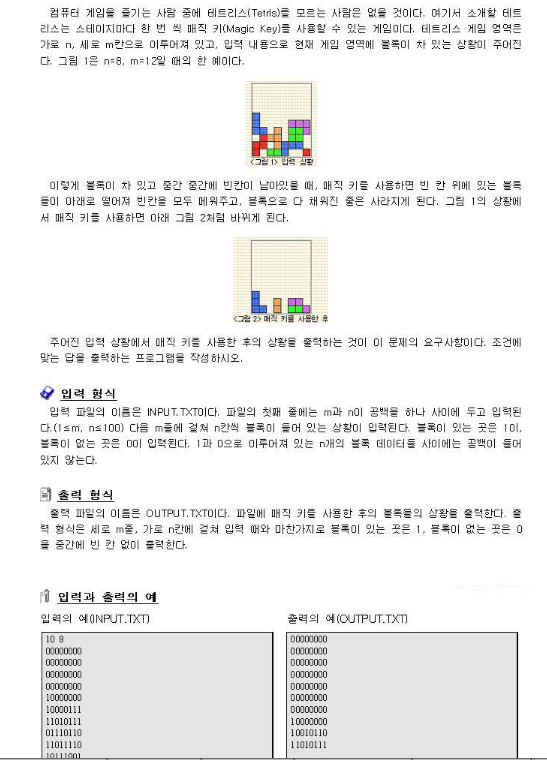 컴퓨터 게임을 즐기는 사람 중에 테트리스(Tetris)를 모르는 사람은 없을 것이다. 여기서 소개할 테트
리스는 스테이지마다 한 번 씩 매직 키(Magic Key)를 사용할 수 있는 게임이다. 테트리스 게임 영역은
가로 n, 세로 m칸으로 이루어져 있고, 입력 내용으로 현재 게임 영역에 블록이 차 있는 상황이 주어진
다. 그림 1은 n=8, m=12일 때의 한 예이다.
<그림 1> 입력 상황
이렇게 블록이 차 있고 중간 중간에 빈칸이 남아있을 때, 매직 키를 사용하면 빈 칸 위에 있는 블록
들이 아래로 떨어져 빈칸을 모두 메워주고, 블록으로 다 채워진 줄은 사라지게 된다. 그림 1의 상황에
서 매직 키를 사용하면 아래 그림 2처럼 바뀌게 된다.
<그림 2> 매직 키를 사용한 후
주어진 입력 상황에서 매직 키를 사용한 후의 상황을 출력하는 것이 이 문제의 요구사항이다. 조건에
맞는 답을 출력하는 프로그램을 작성하시오.
입력 형식
입력 파일의 이름은 INPUT.TXT이다. 파일의 첫째 줄에는 m과 n이 공백을 하나 사이에 두고 입력된
다.(1≤m, n≤100) 다음 m줄에 걸쳐 n칸씩 블록이 들어 있는 상황이 입력된다. 블록이 있는 곳은 1이,
블록이 없는 곳은 0이 입력된다. 1과 0으로 이루어져 있는 n개의 블록 데이터들 사이에는 공백이 들어
있지 않는다.
출력 형식
출력 파일의 이름은 OUTPUT.TXT이다. 파일에 매직 키를 사용한 후의 블록들의 상황을 출력한다. 출
력 형식은 세로 m줄, 가로 n칸에 걸쳐 입력 때와 마찬가지로 블록이 있는 곳은 1, 블록이 없는 곳은 0
을 중간에 빈 칸 없이 출력한다.
입력과 출력의 예
입력의 예(INPUT.TXT) 출력의 예(OUTPUT.TXT)
10 8 00000000
00000000 00000000
00000000 00000000
00000000 00000000
00000000 00000000
10000000 00000000
10000111 00000000
11010111 10000000
01110110 10010110
11011110 11010111
10111001